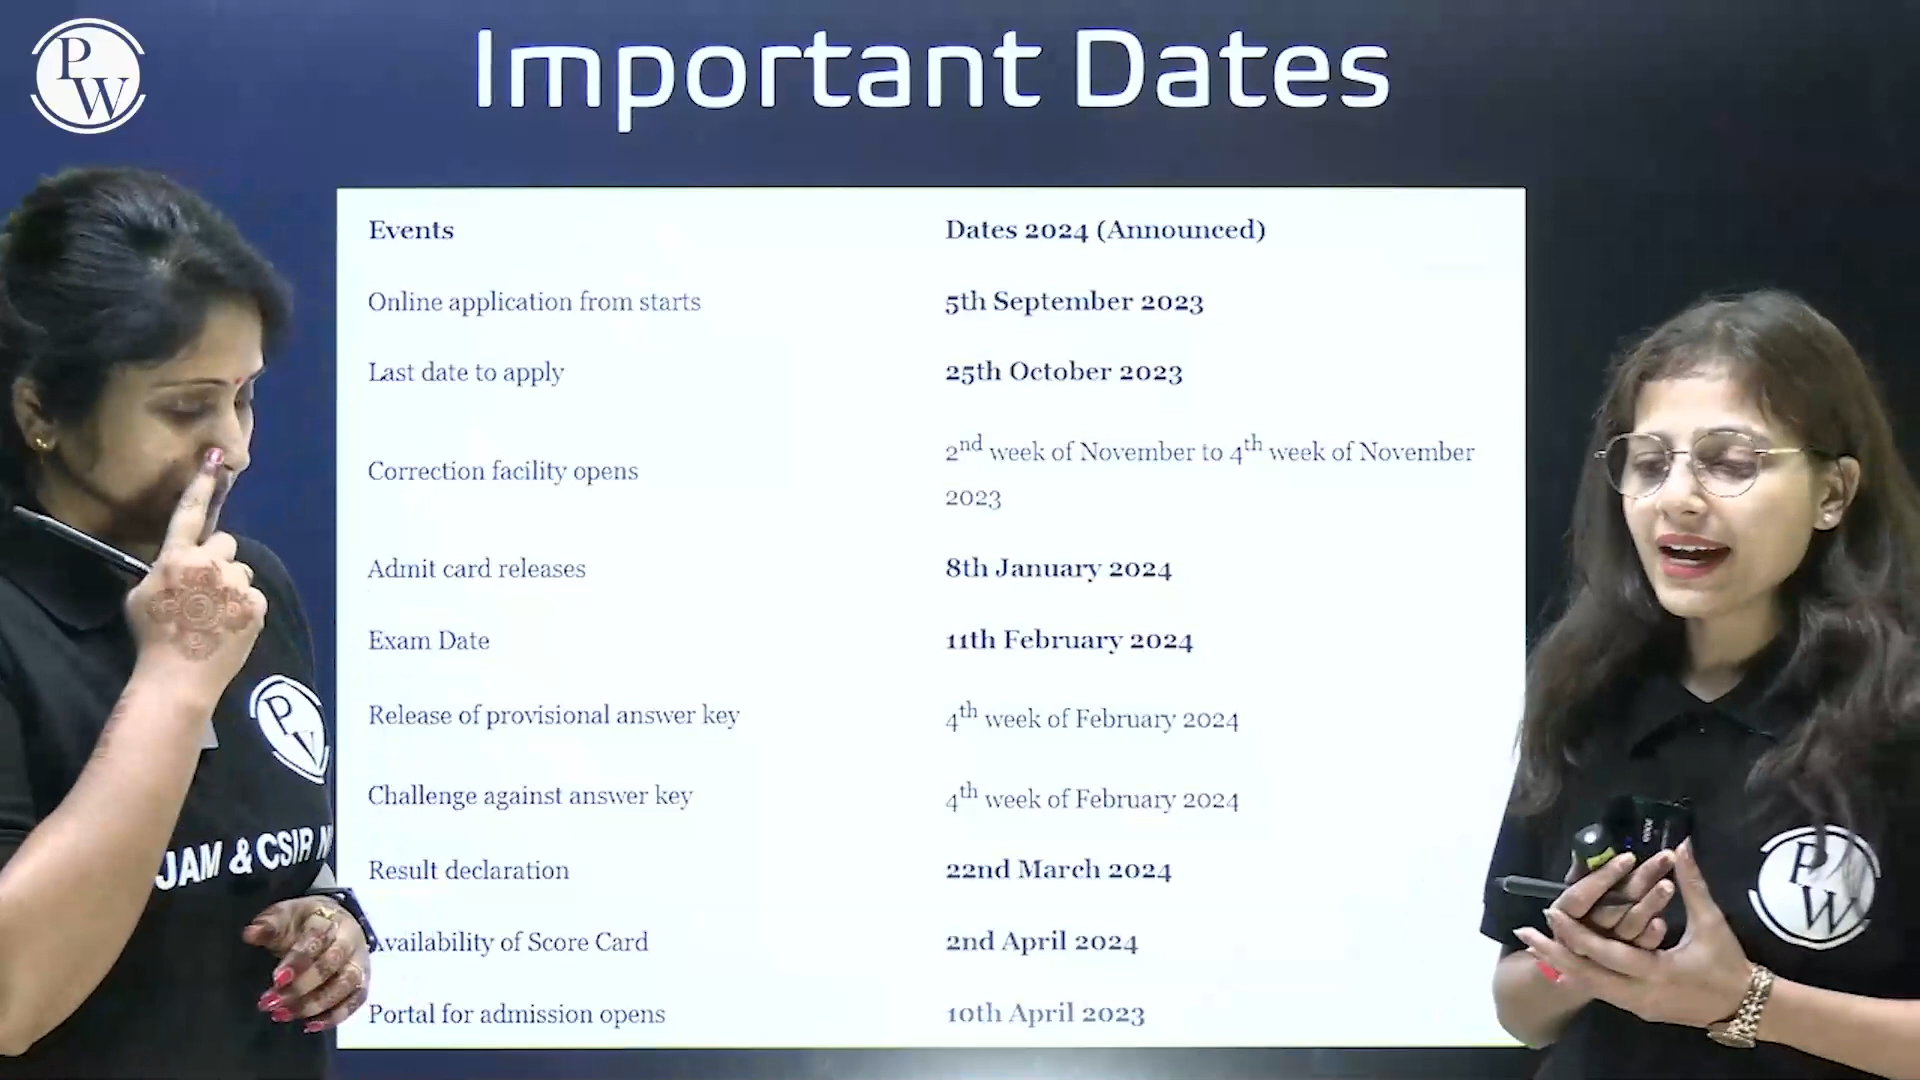 P
W
Important Dates
Events Dates 2024 (Announced)
Online application from starts 5th September 2023
Last date to apply 25th October 2023
Correction facility opens 2nd week of November to 4th week of November
2023
Admit card releases 8th January 2024
Exam Date 11th February 2024
Release of provisional answer key 4th week of February 2024
Challenge against answer key 4th week of February 2024
Result declaration 22nd March 2024
Availability of Score Card 2nd April 2024
Portal for admission opens 10th April 2023
P
W
JAM & CSIR N
P
W